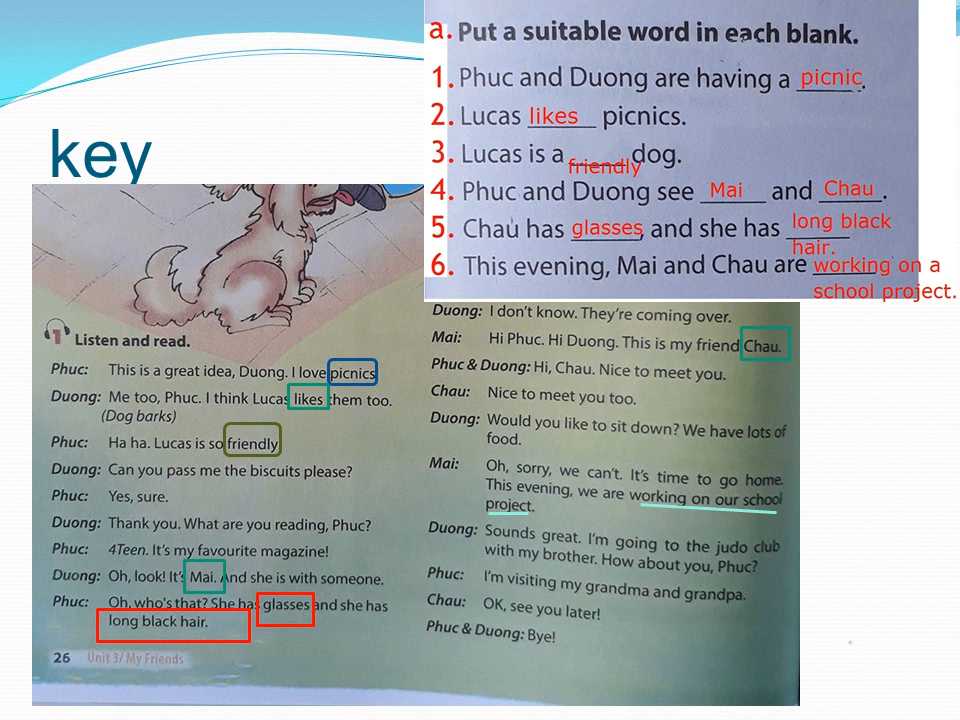 key
a. Put a suitable word in each blank.
1. Phuc and Duong are having a picnic.
2. Lucas likes picnics.
3. Lucas is a friendly dog.
4. Phuc and Duong see Mai and Chau.
5. Chau has glasses, and she has long black
hair.
6. This evening, Mai and Chau are working on a
school project.
1 Listen and read.
Phuc: This is a great idea, Duong. I love picnics
Duong: Me too, Phuc. I think Lucas likes them too.
(Dog barks)
Phuc: Ha ha. Lucas is so friendly
Duong: Can you pass me the biscuits please?
Phuc: Yes, sure.
Duong: Thank you. What are you reading, Phuc?
Phuc: 4Teen. It's my favourite magazine!
Duong: Oh, look! It's Mai. And she is with someone.
Phuc: Oh, who's that? She has glasses and she has
long black hair.
26 Unit 3/ My Friends
Duong: I don't know. They're coming over.
Mai: Hi Phuc. Hi Duong. This is my friend Chau.
Phuc & Duong: Hi, Chau. Nice to meet you.
Chau: Nice to meet you too.
Duong: Would you like to sit down? We have lots of
food.
Mai: Oh, sorry, we can't. It's time to go home.
This evening, we are working on our school
project.
Duong: Sounds great. I'm going to the judo club
with my brother. How about you, Phuc?
Phuc: I'm visiting my grandma and grandpa.
Chau: OK, see you later!
Phuc & Duong: Bye!